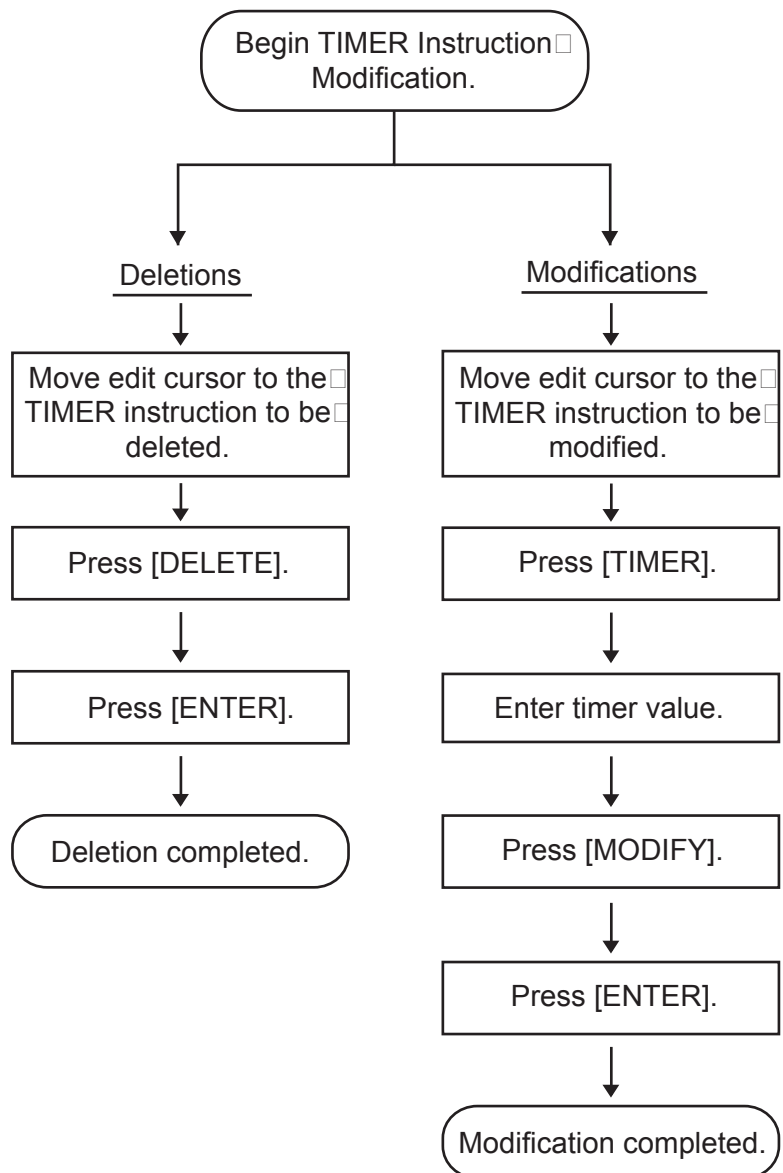 Begin TIMER Instruction
Modification.
Deletions
Move edit cursor to the
TIMER instruction to be
deleted.
Press [DELETE].
Press [ENTER].
Deletion completed.
Modifications
Move edit cursor to the
TIMER instruction to be
modified.
Press [TIMER].
Enter timer value.
Press [MODIFY].
Press [ENTER].
Modification completed.